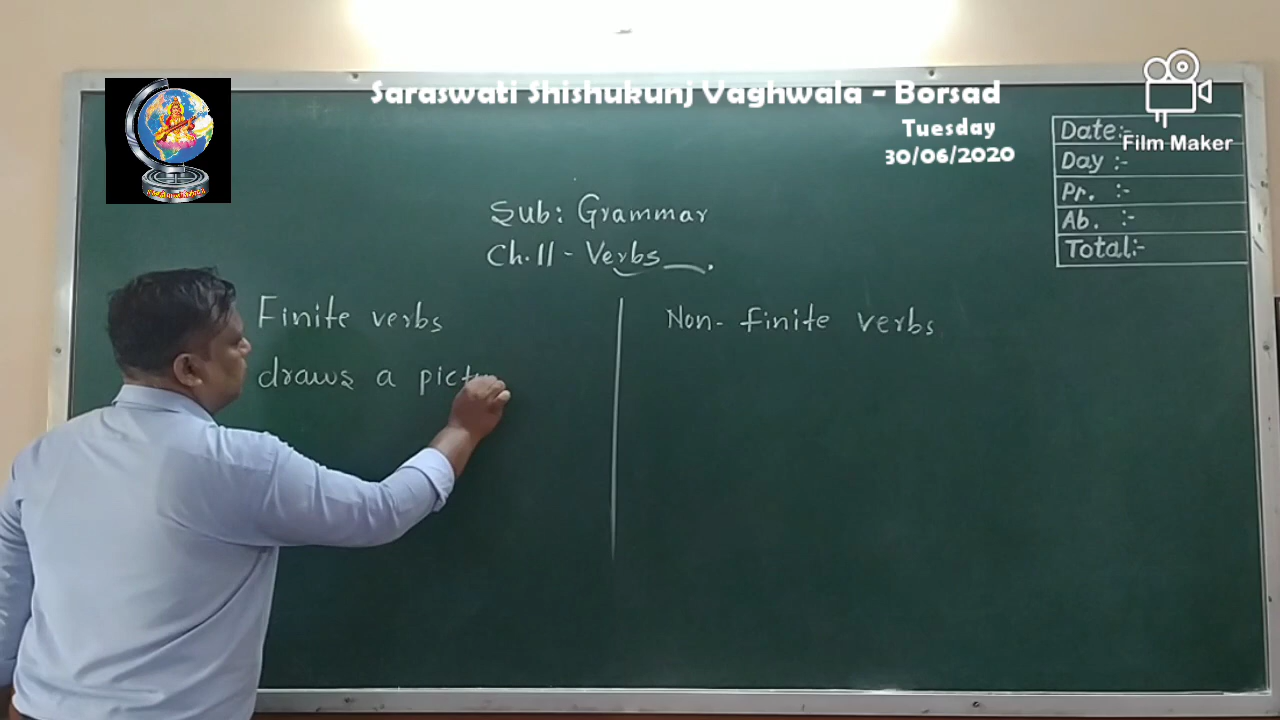 Saraswati Shishukunj Vaghwala - Borsad
Tuesday
30/06/2020
Film Maker
Date:-
Day :-
Pr. :-
Ab. :-
Total:-
Sub: Grammar
Ch.11 - Verbs
Finite verbs
draws a pictu
Non-finite verbs